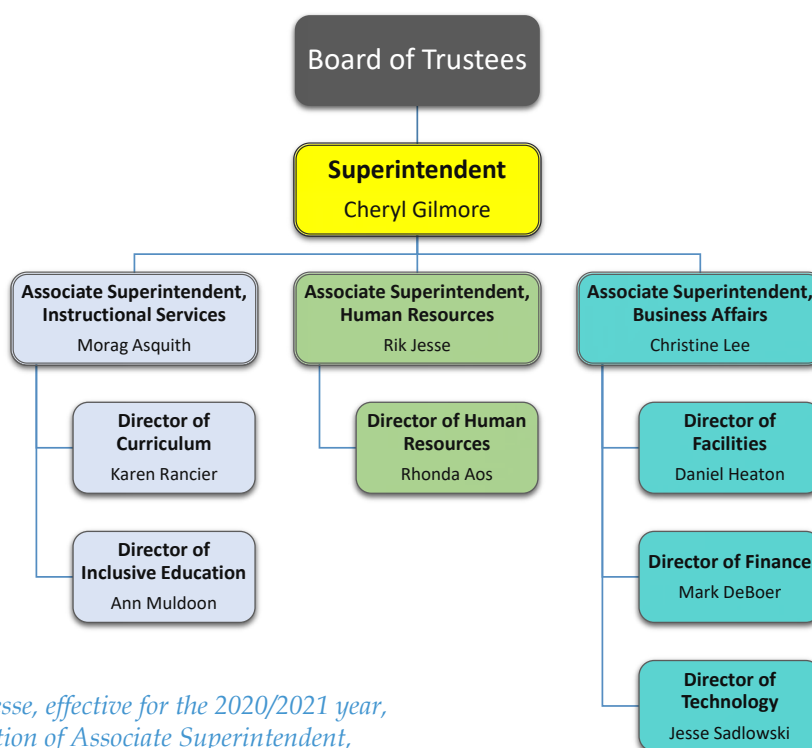 Board of Trustees
Superintendent
Cheryl Gilmore
Associate Superintendent,
Instructional Services
Morag Asquith
Associate Superintendent,
Human Resources
Rik Jesse
Associate Superintendent,
Business Affairs
Christine Lee
Director of
Curriculum
Karen Rancier
Director of
Inclusive Education
Ann Muldoon
Director of Human
Resources
Rhonda Aos
Director of
Facilities
Daniel Heaton
Director of Finance
Mark DeBoer
Director of
Technology
Jesse Sadlowski
effective for the 2020/2021 year,
of Associate Superintendent,